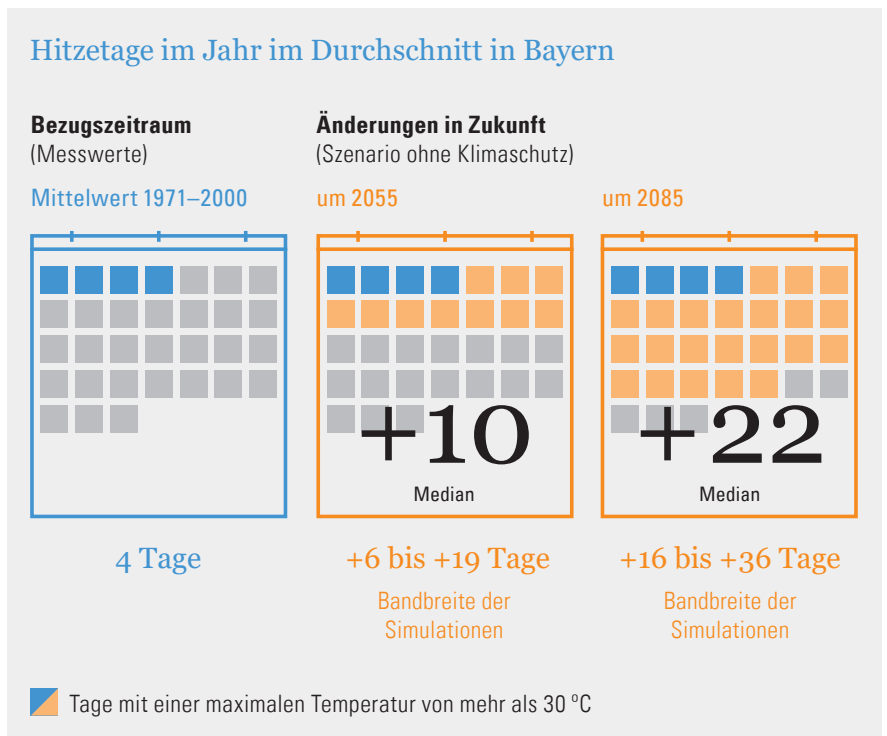 Hitzetage im Jahr im Durchschnitt in Bayern
Bezugszeitraum
(Messwerte)
Mittelwert 1971–2000
Änderungen in Zukunft
(Szenario ohne Klimaschutz)
um 2055
um 2085
+10
Median
+22
Median
4 Tage
+6 bis +19 Tage
Bandbreite der
Simulationen
+16 bis +36 Tage
Bandbreite der
Simulationen
Tage mit einer maximalen Temperatur von mehr als 30 °C